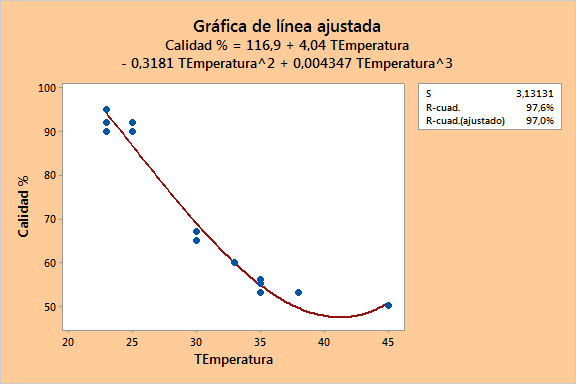 Gráfica de línea ajustada
Calidad % = 116,9 + 4,04 TEmperatura
- 0,3181 TEmperatura^2 + 0,004347 TEmperatura^3
S 3,13131
R-cuad. 97,6%
R-cuad.(ajustado) 97,0%
Calidad %
100
90
80
70
60
50
20 25 30 35 40 45
TEmperatura